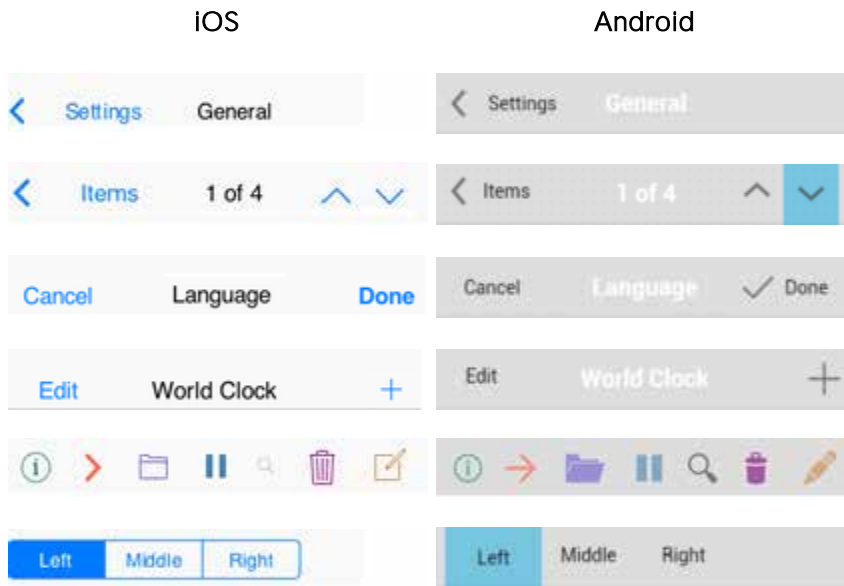 iOS Android
Settings General Settings General
Items 1 of 4 Items 1 of 4
Cancel Language Done Cancel Language Done
Edit World Clock Edit World Clock
Left Middle Right Left Middle Right